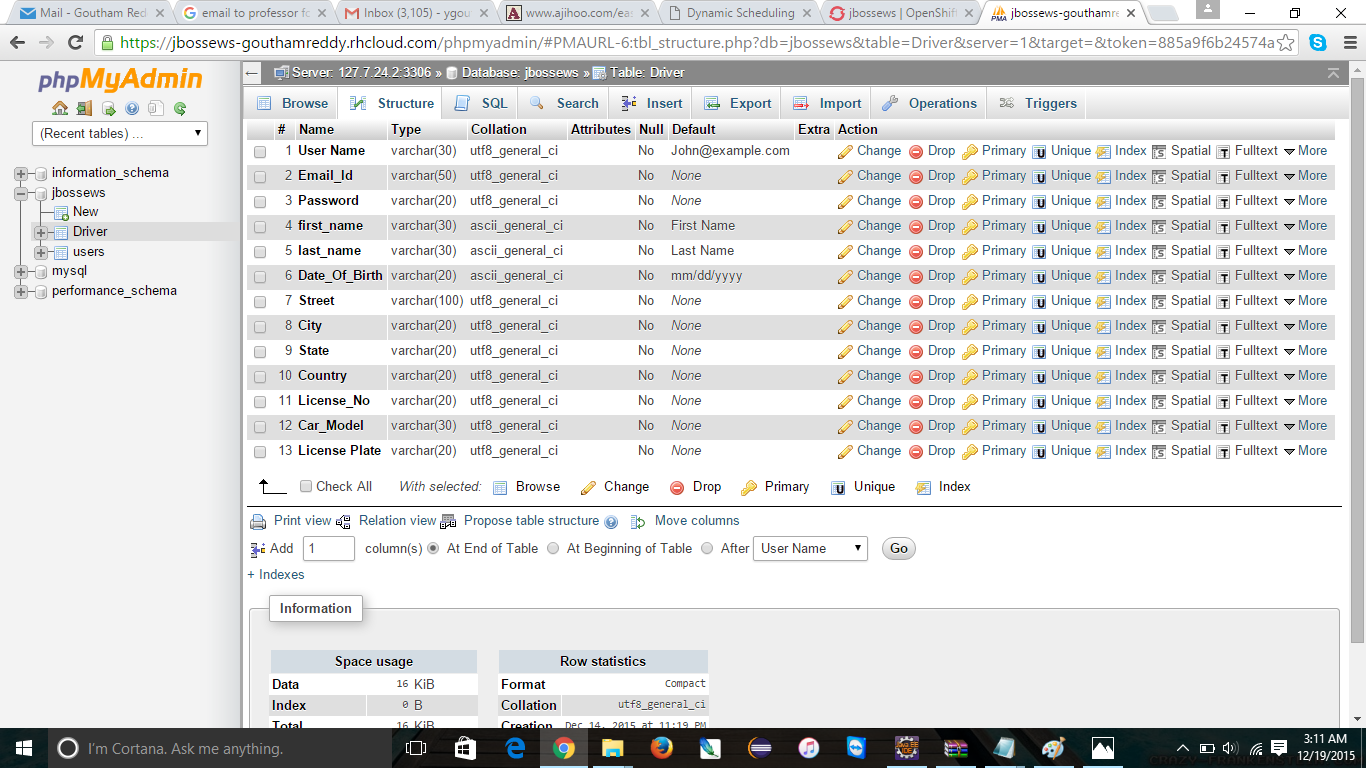 Mail - Goutham Red
email to professor fo
Inbox (3,105) - ygou
www.ajihoo.com/eas
Dynamic Scheduling
jbossews | OpenShift
jbossews-gouthamre
https://jbossews-gouthamreddy.rhcloud.com/phpmyadmin/#PMAURL-6:tbl_structure.php?db=jbossews&table=Driver&server=1&target=&token=885a9f6b24574a
phpMyAdmin
(Recent tables) ...
information_schema
jbossews
New
Driver
users
mysql
performance_schema
Server: 127.7.24.2:3306 » Database: jbossews » Table: Driver
Browse Structure SQL Search Insert Export Import Operations Triggers
# Name Type Collation Attributes Null Default Extra Action
1 User Name varchar(30) utf8_general_ci No John@example.com Change Drop Primary Unique Index Spatial Fulltext More
2 Email_Id varchar(50) utf8_general_ci No None Change Drop Primary Unique Index Spatial Fulltext More
3 Password varchar(20) utf8_general_ci No None Change Drop Primary Unique Index Spatial Fulltext More
4 first_name varchar(30) ascii_general_ci No First Name Change Drop Primary Unique Index Spatial Fulltext More
5 last_name varchar(30) ascii_general_ci No Last Name Change Drop Primary Unique Index Spatial Fulltext More
6 Date_Of_Birth varchar(20) ascii_general_ci No mm/dd/yyyy Change Drop Primary Unique Index Spatial Fulltext More
7 Street varchar(100) utf8_general_ci No None Change Drop Primary Unique Index Spatial Fulltext More
8 City varchar(20) utf8_general_ci No None Change Drop Primary Unique Index Spatial Fulltext More
9 State varchar(20) utf8_general_ci No None Change Drop Primary Unique Index Spatial Fulltext More
10 Country varchar(20) utf8_general_ci No None Change Drop Primary Unique Index Spatial Fulltext More
11 License_No varchar(20) utf8_general_ci No None Change Drop Primary Unique Index Spatial Fulltext More
12 Car_Model varchar(30) utf8_general_ci No None Change Drop Primary Unique Index Spatial Fulltext More
13 License Plate varchar(20) utf8_general_ci No None Change Drop Primary Unique Index Spatial Fulltext More
Check All With selected: Browse Change Drop Primary Unique Index
Print view Relation view Propose table structure Move columns
Add 1 column(s) At End of Table At Beginning of Table After User Name Go
+ Indexes
Information
Space usage
Data 16 KiB
Index 0 B
Total 16 KiB
Row statistics
Format Compact
Collation utf8_general_ci
Creation Dec 14, 2015 at 11:19 PM
I'm Cortana. Ask me anything.
3:11 AM
12/19/2015